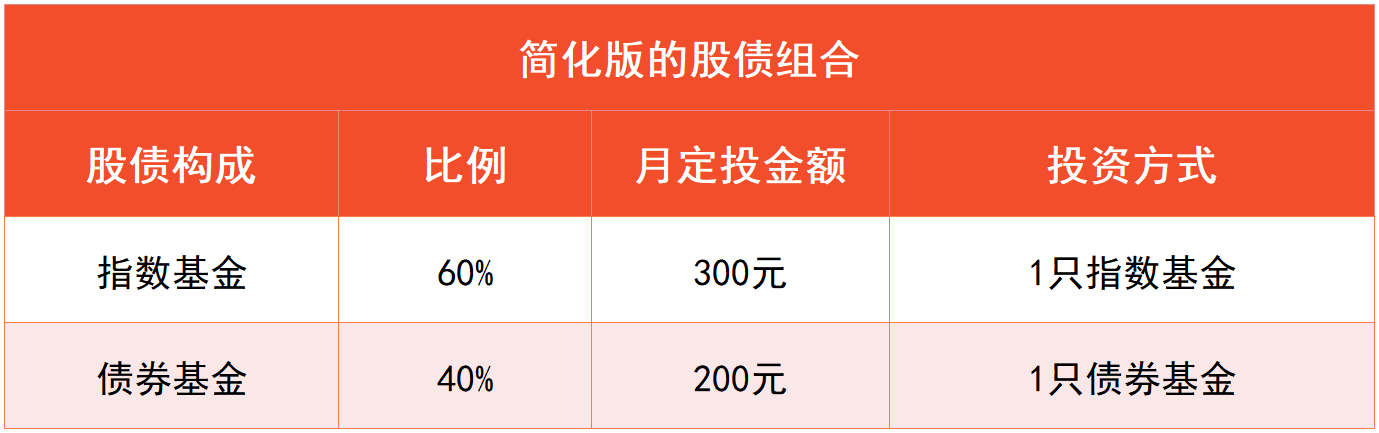 简化版的股债组合
股债构成 比例 月定投金额 投资方式
指数基金 60% 300元 1只指数基金
债券基金 40% 200元 1只债券基金